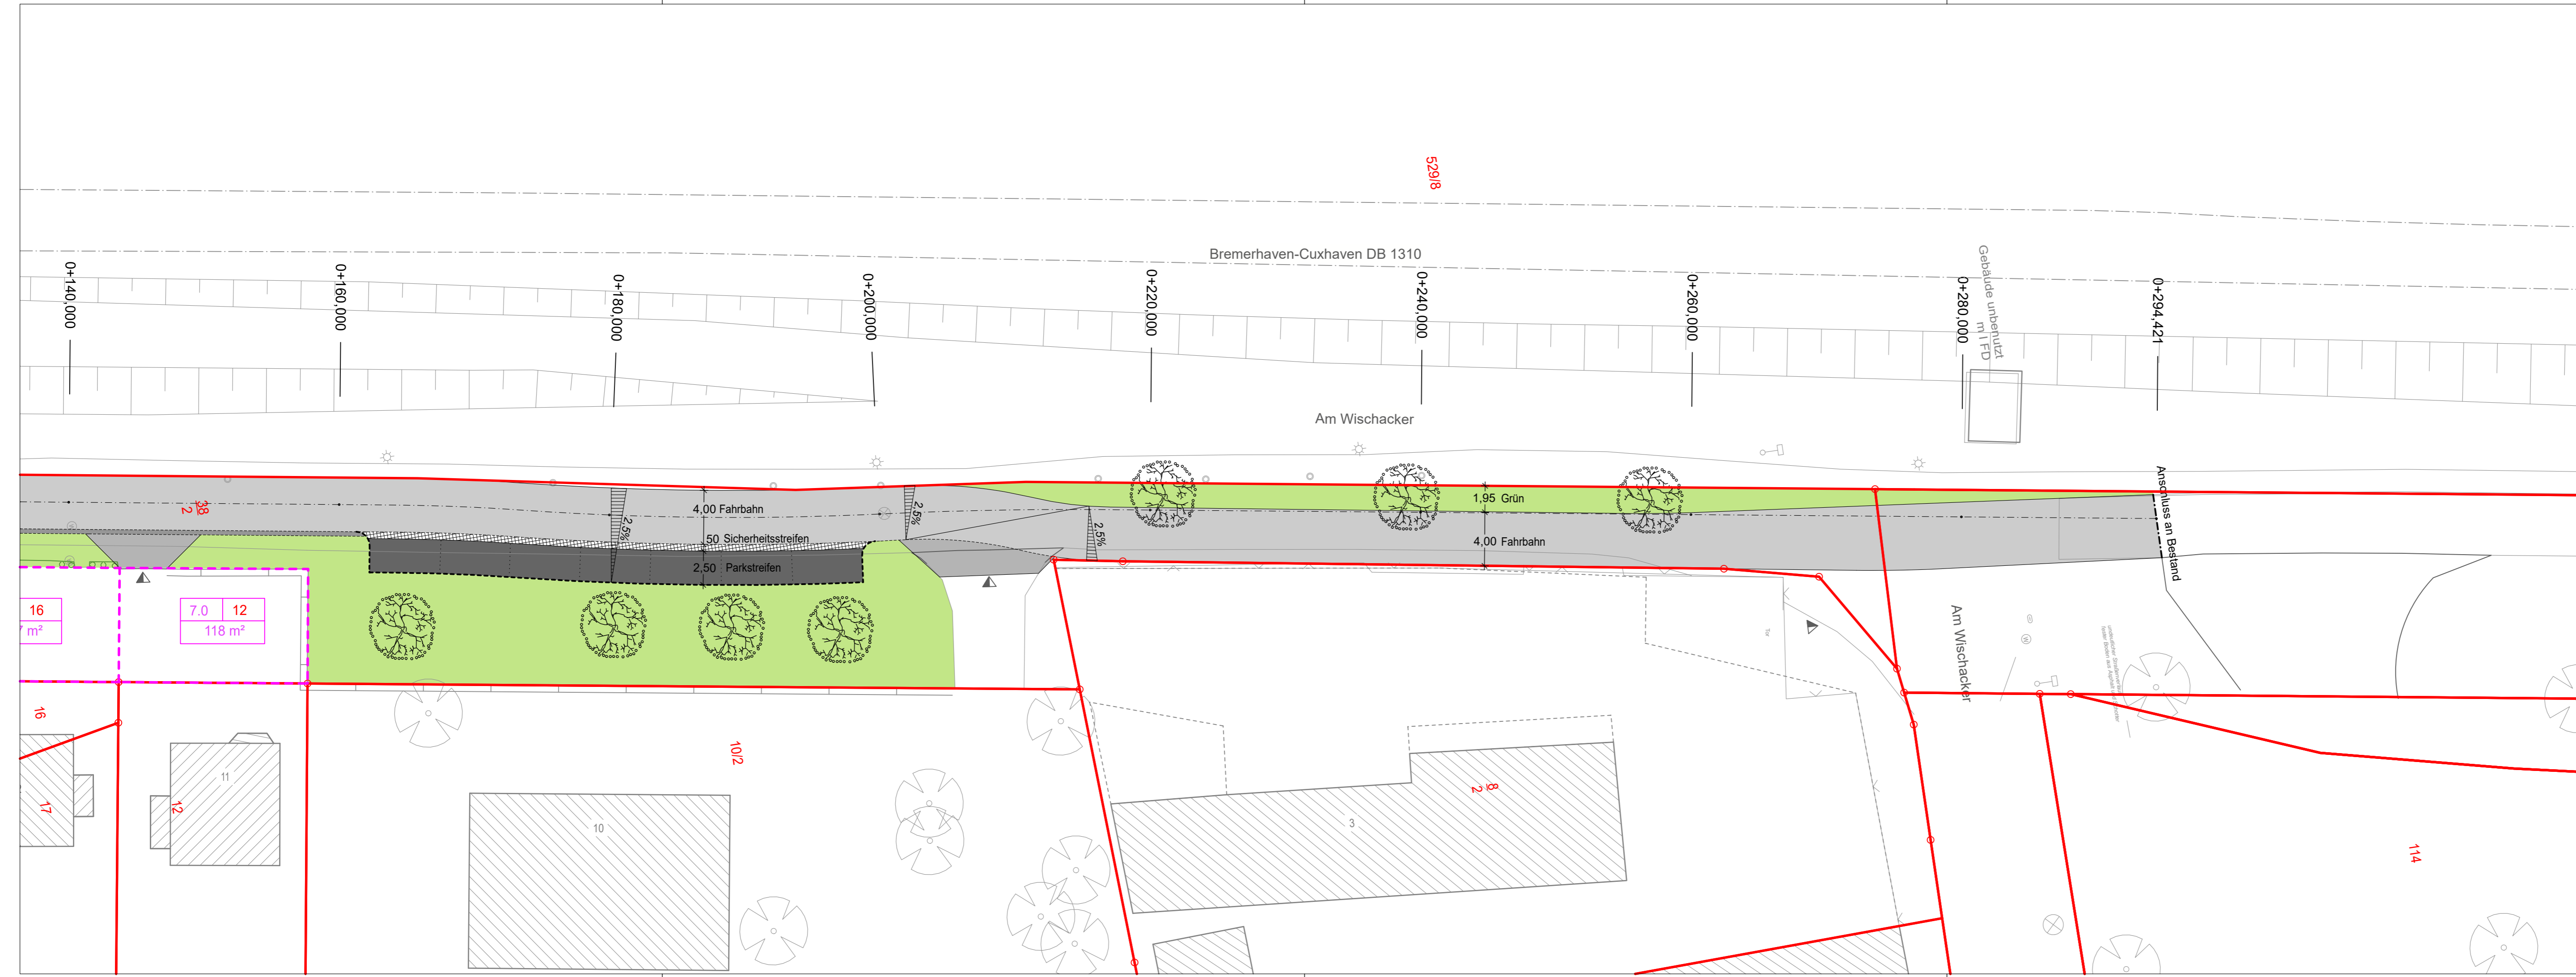 529/8
Bremerhaven-Cuxhaven DB 1310
0+140,000
0+160,000
0+180,000
0+200,000
0+220,000
0+240,000
0+260,000
0+280,000
0+294,421
Gebäude unbenutzt
m I FD
Am Wischacker
38
2
2,5%
4,00 Fahrbahn
50 Sicherheitsstreifen
2,50 Parkstreifen
2,5%
2,5%
1,95 Grün
4,00 Fahrbahn
Anschluss an Bestand
16
m²
7.0 12
118 m²
Am Wischacker
Tor
16
17
12
11
10
10/2
3
8
2
114